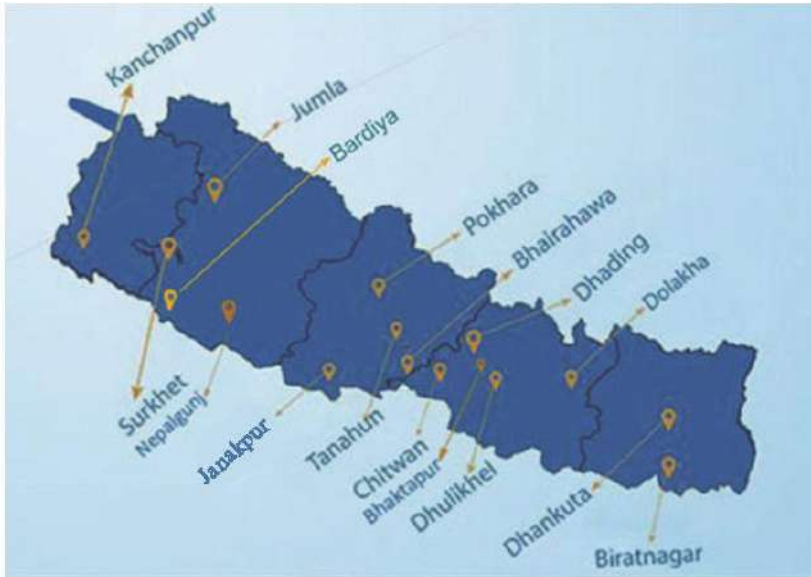 Kanchanpur
Jumla
Bardiya
Pokhara
Bhairahawa
Dhading
Dolakha
Surkhet
Nepalgunj
Janakpur
Tanahun
Chitwan
Bhaktapur
Dhulikhel
Dhankuta
Biratnagar